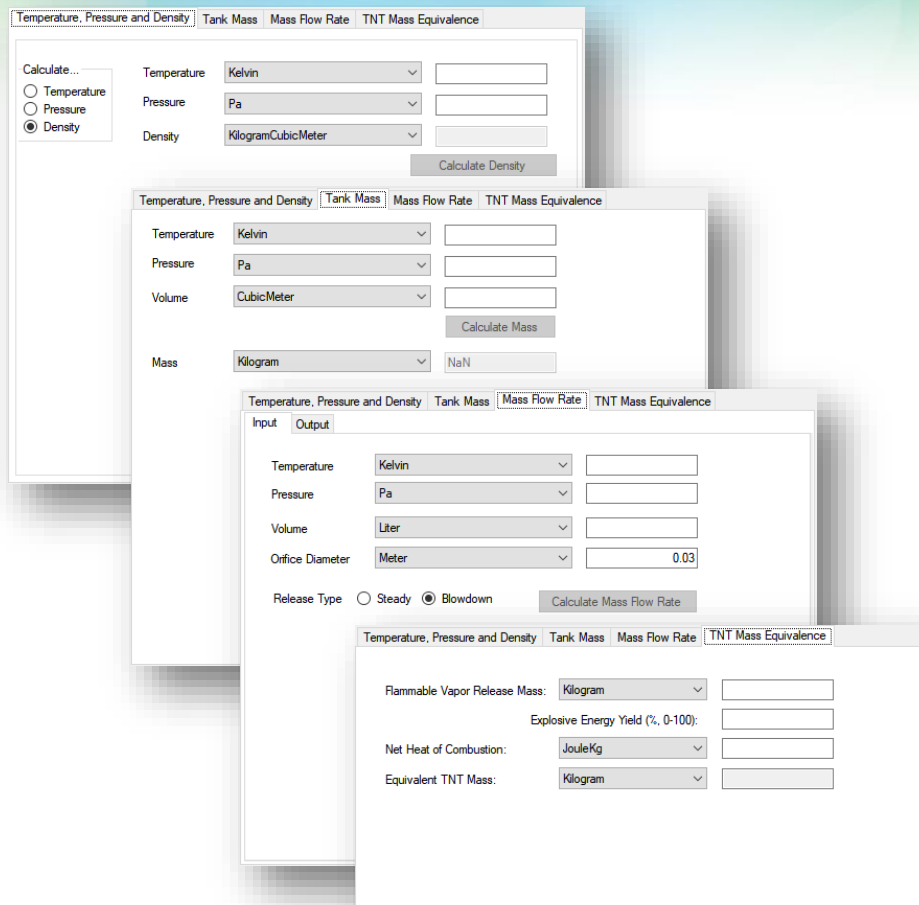 Temperature, Pressure and Density Tank Mass Mass Flow Rate TNT Mass Equivalence
Calculate...
Temperature
Pressure
Density
Temperature Kelvin
Pressure Pa
Density KilogramCubicMeter
Calculate Density
Temperature, Pressure and Density Tank Mass Mass Flow Rate TNT Mass Equivalence
Temperature Kelvin
Pressure Pa
Volume CubicMeter
Calculate Mass
Mass Kilogram NaN
Temperature, Pressure and Density Tank Mass Mass Flow Rate TNT Mass Equivalence
Input Output
Temperature Kelvin
Pressure Pa
Volume Liter
Orifice Diameter Meter 0.03
Release Type Steady Blowdown Calculate Mass Flow Rate
Temperature, Pressure and Density Tank Mass Mass Flow Rate TNT Mass Equivalence
Flammable Vapor Release Mass: Kilogram
Explosive Energy Yield (%, 0-100):
Net Heat of Combustion: JouleKg
Equivalent TNT Mass: Kilogram